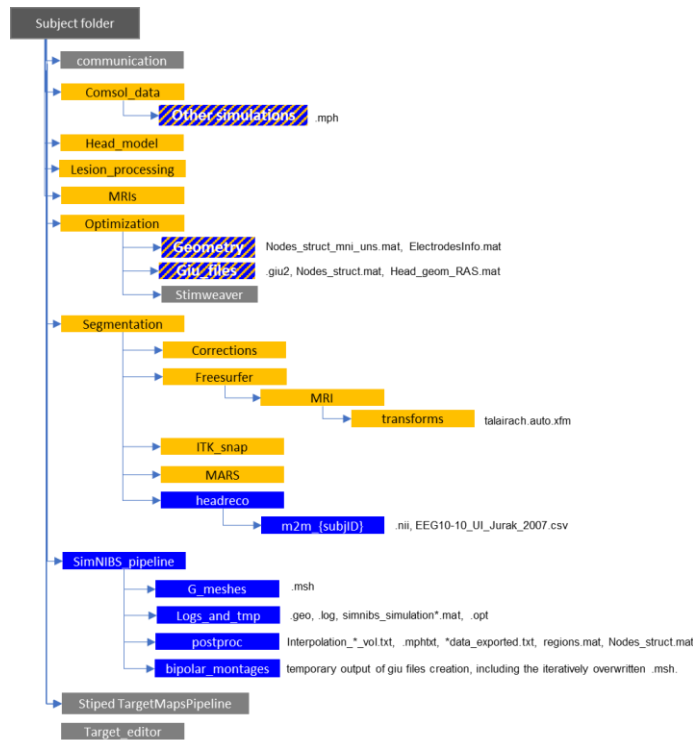 Subject folder
communication
Comsol_data
Other simulations .mph
Head_model
Lesion_processing
MRIs
Optimization
Geometry Nodes_struct_mni_uns.mat, ElectrodesInfo.mat
Giu_files .giu2, Nodes_struct.mat, Head_geom_RAS.mat
Stimweaver
Segmentation
Corrections
Freesurfer
MRI
transforms talairach.auto.xfm
ITK_snap
MARS
headreco
m2m_{subjID} .nii, EEG10-10_UI_Jurak_2007.csv
SimNIBS_pipeline
G_meshes .msh
Logs_and_tmp .geo, .log, simnibs_simulation*.mat, .opt
postproc Interpolation_*_vol.txt, .mphtxt, *data_exported.txt, regions.mat, Nodes_struct.mat
bipolar_montages temporary output of giu files creation, including the iteratively overwritten .msh.
Stiped TargetMapsPipeline
Target_editor